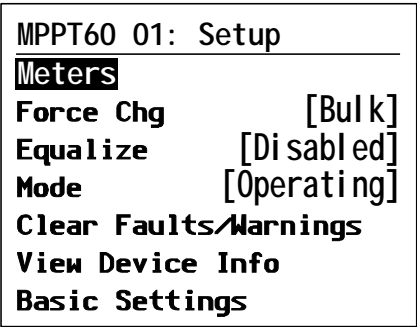 MPPT60 01: Setup
Meters
Force Chg [Bulk]
Equalize [Disabled]
Mode [Operating]
Clear Faults/Warnings
View Device Info
Basic Settings